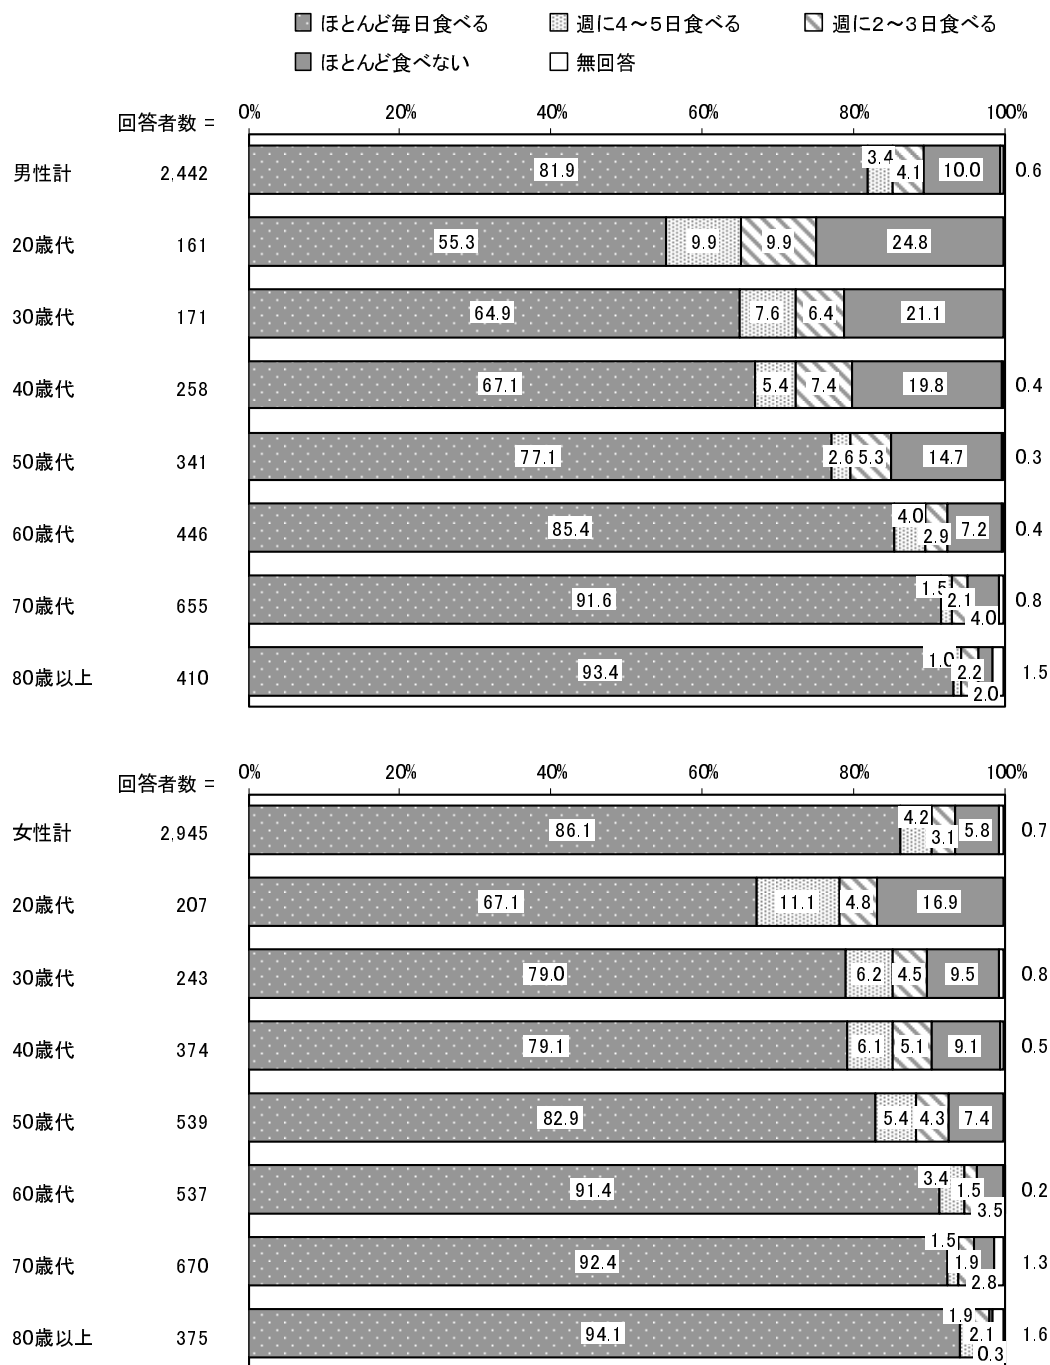 ほとんど毎日食べる 週に4～5日食べる 週に2～3日食べる
ほとんど食べない 無回答
回答者数 = 0% 20% 40% 60% 80% 100%
男性計 2,442 81.9 3.4 4.1 10.0 0.6
20歳代 161 55.3 9.9 9.9 24.8
30歳代 171 64.9 7.6 6.4 21.1
40歳代 258 67.1 5.4 7.4 19.8 0.4
50歳代 341 77.1 2.6 5.3 14.7 0.3
60歳代 446 85.4 4.0 2.9 7.2 0.4
70歳代 655 91.6 1.5 2.1 4.0 0.8
80歳以上 410 93.4 1.0 2.2 2.0 1.5
回答者数 = 0% 20% 40% 60% 80% 100%
女性計 2,945 86.1 4.2 3.1 5.8 0.7
20歳代 207 67.1 11.1 4.8 16.9
30歳代 243 79.0 6.2 4.5 9.5 0.8
40歳代 374 79.1 6.1 5.1 9.1 0.5
50歳代 539 82.9 5.4 4.3 7.4
60歳代 537 91.4 3.4 1.5 3.5 0.2
70歳代 670 92.4 1.5 1.9 2.8 1.3
80歳以上 375 94.1 1.9 2.1 0.3 1.6